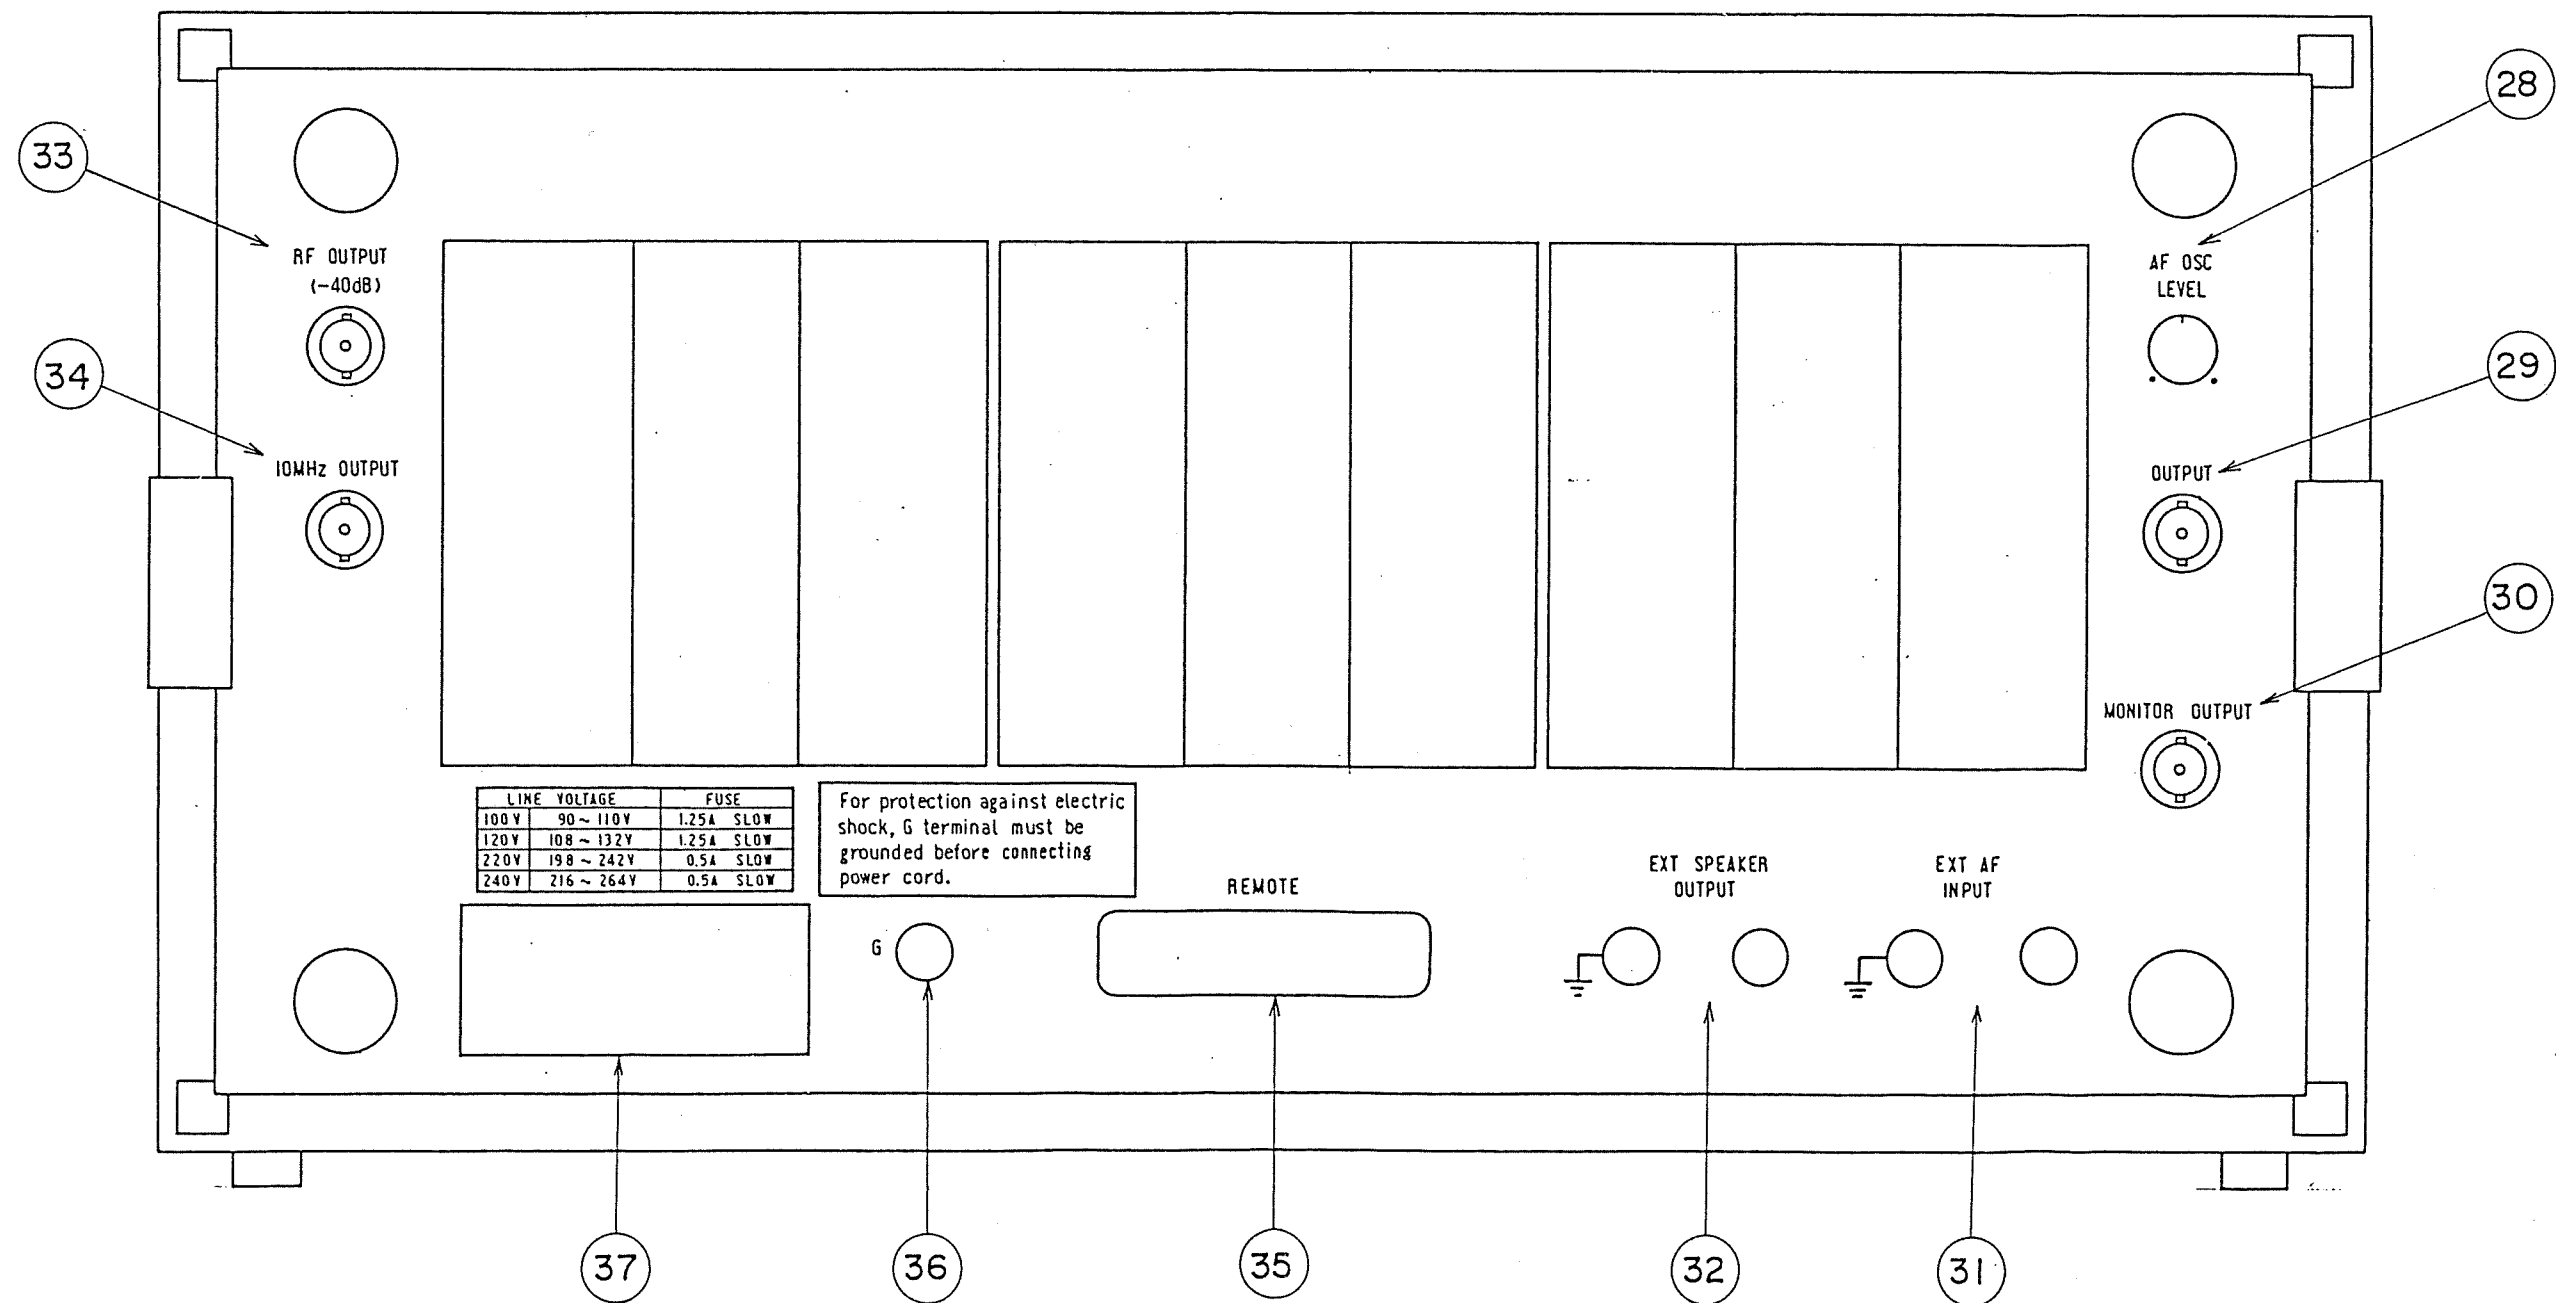 28
33
RF OUTPUT
(-40dB)
AF OSC
LEVEL
34
29
10MHz OUTPUT
OUTPUT
30
MONITOR OUTPUT
LINE VOLTAGE FUSE
100V 90~110V 1.25A SLOW
120V 108~132V 1.25A SLOW
220V 198~242V 0.5A SLOW
240V 216~264V 0.5A SLOW
For protection against electric
shock, G terminal must be
grounded before connecting
power cord.
REMOTE
EXT SPEAKER
OUTPUT
EXT AF
INPUT
G
37
36
35
32
31